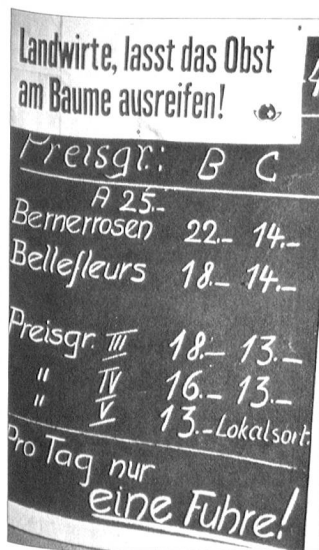 Landwirte, lasst das Obst
am Baume ausreifen!
Preisgr: B C
A 25.-
Bernerrosen 22.- 14.-
Bellefleurs 18.- 14.-
Preisgr. III 18.- 13.-
" IV 16.- 13.-
" V 13.- Lokalsort.
Pro Tag nur
eine Fuhre!